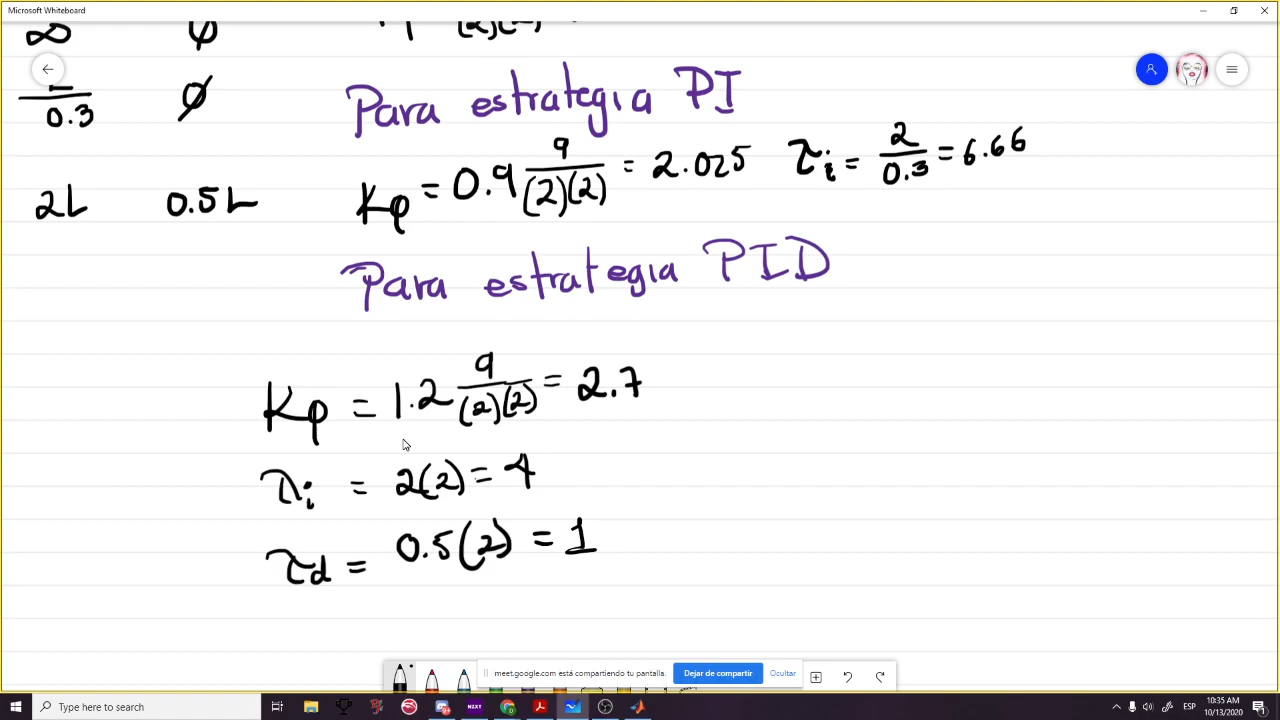 Microsoft Whiteboard
∞ φ
(2)(2)
L/0.3 φ
Para estrategia PI
Kp = 0.9 9/(2)(2) = 2.025 τi = 2/0.3 = 6.66
2L 0.5L
Para estrategia PID
Kp = 1.2 9/(2)(2) = 2.7
τi = 2(2) = 4
τd = 0.5(2) = 1
meet.google.com está compartiendo tu pantalla. Dejar de compartir Ocultar
Type here to search
ESP 10:35 AM 10/13/2020